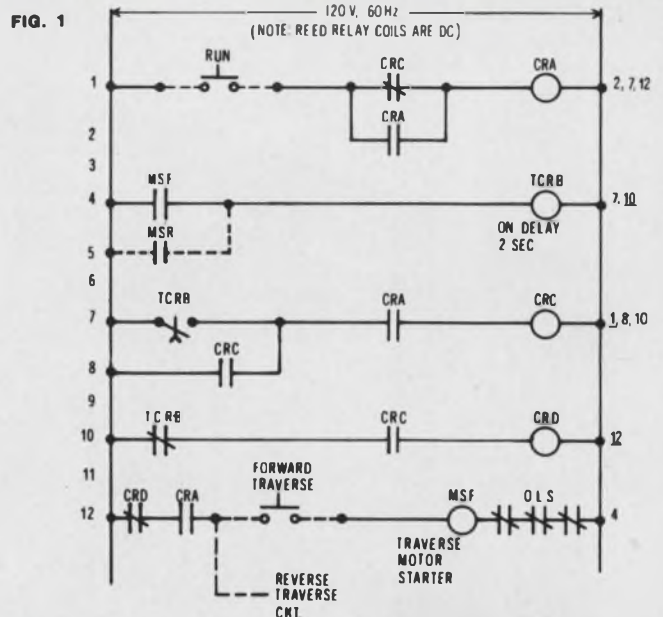 FIG. 1
120 V, 60 Hz
(NOTE: REED RELAY COILS ARE DC)
RUN
CRC
CRA
1
2, 7, 12
CRA
2
3
MSF
TCRB
4
7, 10
ON DELAY
2 SEC
MSR
5
6
TCRB
CRA
CRC
7
1, 8, 10
CRC
8
9
TCRB
CRC
CRD
10
12
11
FORWARD
TRAVERSE
CRD
CRA
MSF
OLS
12
4
TRAVERSE
MOTOR
STARTER
REVERSE
TRAVERSE
CKT.